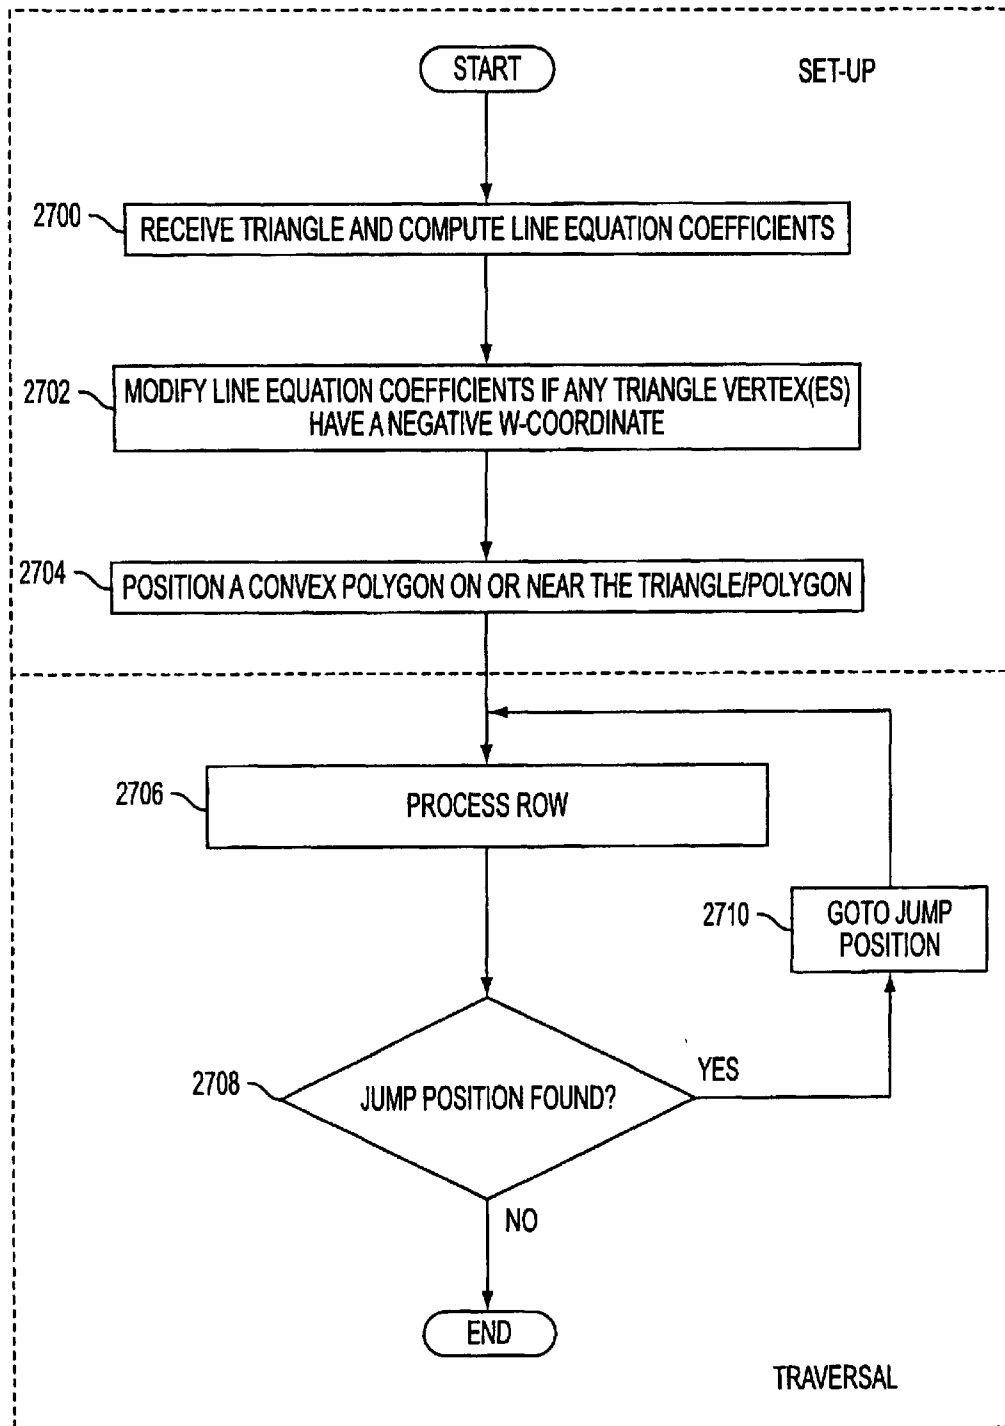 START
SET-UP
2700
RECEIVE TRIANGLE AND COMPUTE LINE EQUATION COEFFICIENTS
2702
MODIFY LINE EQUATION COEFFICIENTS IF ANY TRIANGLE VERTEX(ES)
HAVE A NEGATIVE W-COORDINATE
2704
POSITION A CONVEX POLYGON ON OR NEAR THE TRIANGLE/POLYGON
2706
PROCESS ROW
2710
GOTO JUMP
POSITION
2708
JUMP POSITION FOUND?
YES
NO
END
TRAVERSAL